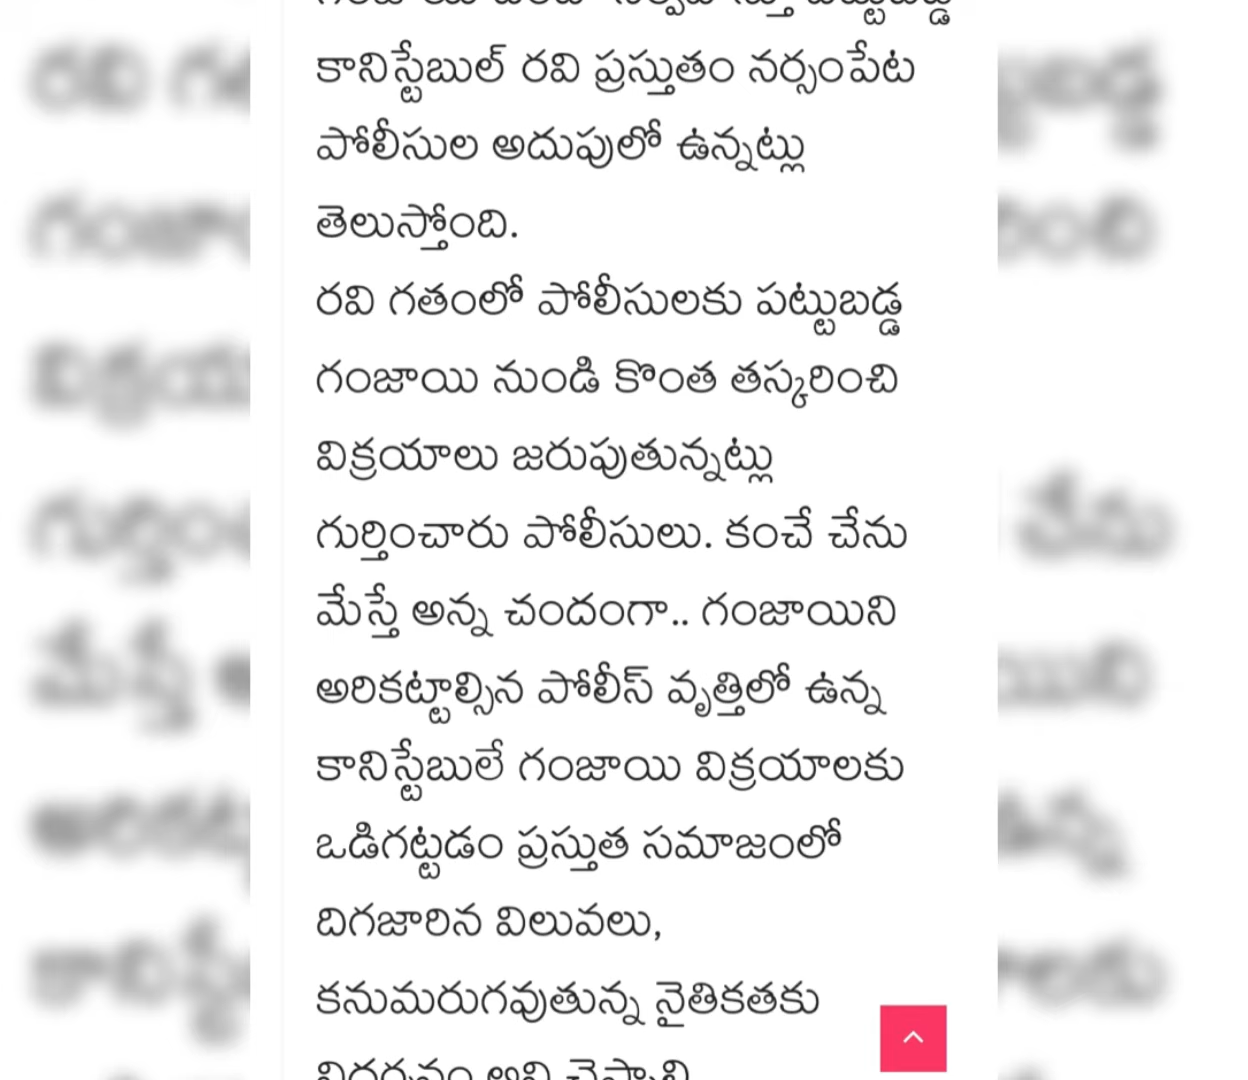 కానిస్టేబుల్ రవి ప్రస్తుతం నర్సంపేట
పోలీసుల అదుపులో ఉన్నట్లు
తెలుస్తోంది.
రవి గతంలో పోలీసులకు పట్టుబడ్డ
గంజాయి నుండి కొంత తస్కరించి
విక్రయాలు జరుపుతున్నట్లు
గుర్తించారు పోలీసులు. కంచే చేను
మేస్తే అన్న చందంగా.. గంజాయిని
అరికట్టాల్సిన పోలీస్ వృత్తిలో ఉన్న
కానిస్టేబులే గంజాయి విక్రయాలకు
ఒడిగట్టడం ప్రస్తుత సమాజంలో
దిగజారిన విలువలు,
కనుమరుగవుతున్న నైతికతకు